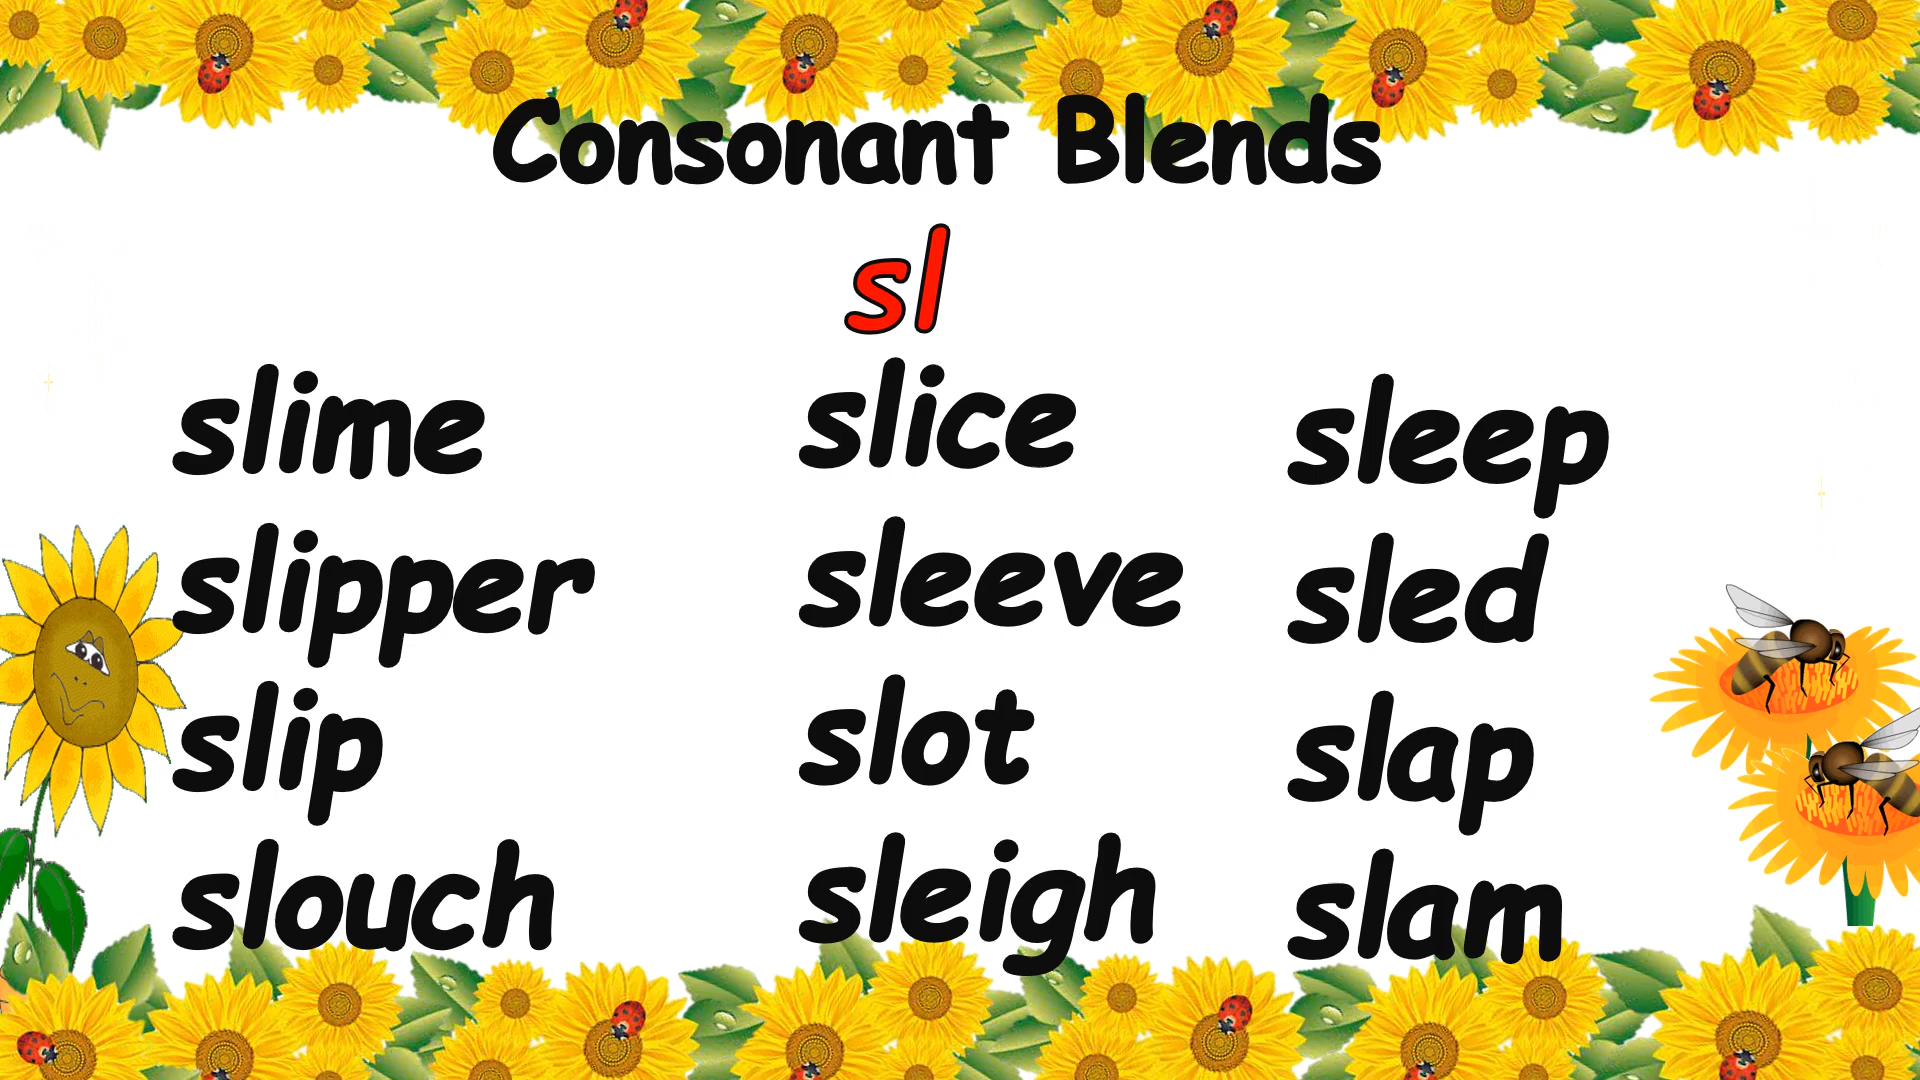 Consonant Blends
sl
slime slice sleep
slipper sleeve sled
slip slot slap
slouch sleigh slam